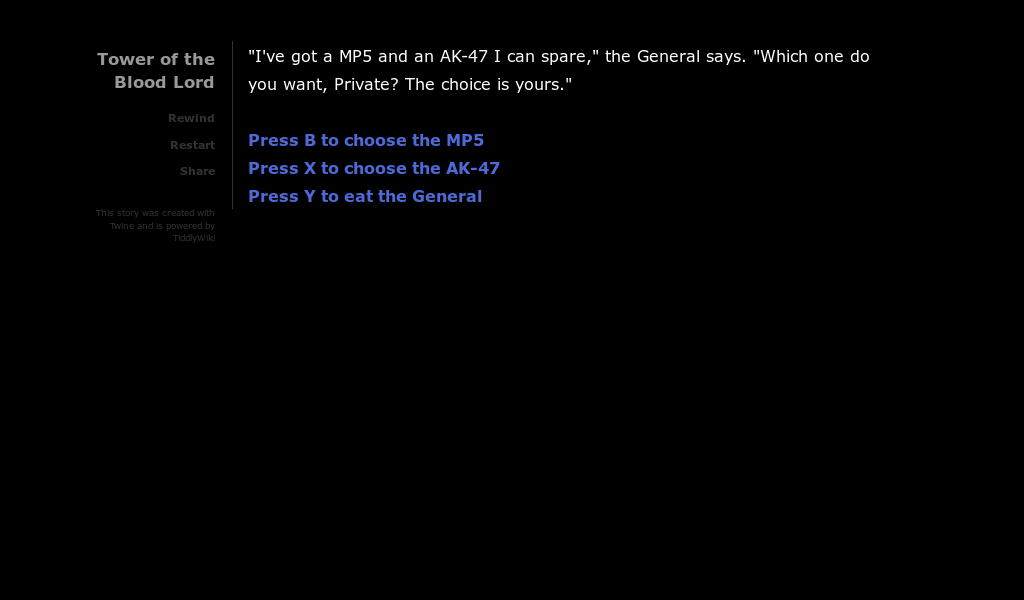 Tower of the
Blood Lord
Rewind
Restart
Share
This story was created with
Twine and is powered by
TiddlyWiki
"I've got a MP5 and an AK-47 I can spare," the General says. "Which one do
you want, Private? The choice is yours."
Press B to choose the MP5
Press X to choose the AK-47
Press Y to eat the General